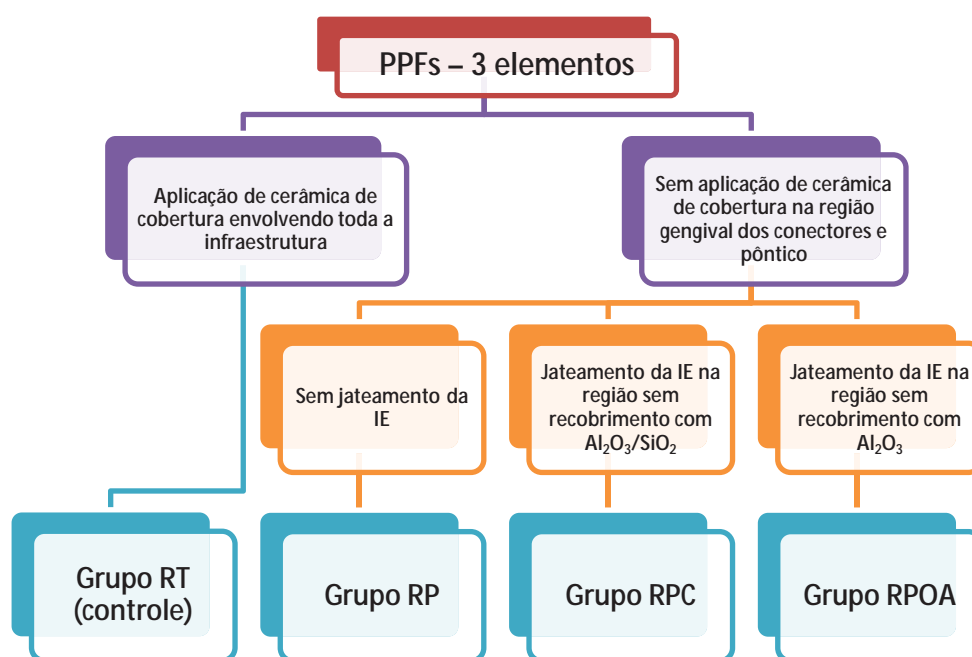 PPFs – 3 elementos
Aplicação de cerâmica de
cobertura envolvendo toda a
infraestrutura
Sem aplicação de cerâmica
de cobertura na região
gengival dos conectores e
pôntico
Sem jateamento da
IE
Jateamento da IE na
região sem
recobrimento com
Al₂O₃/SiO₂
Jateamento da IE na
região sem
recobrimento com
Al₂O₃
Grupo RT
(controle)
Grupo RP
Grupo RPC
Grupo RPOA